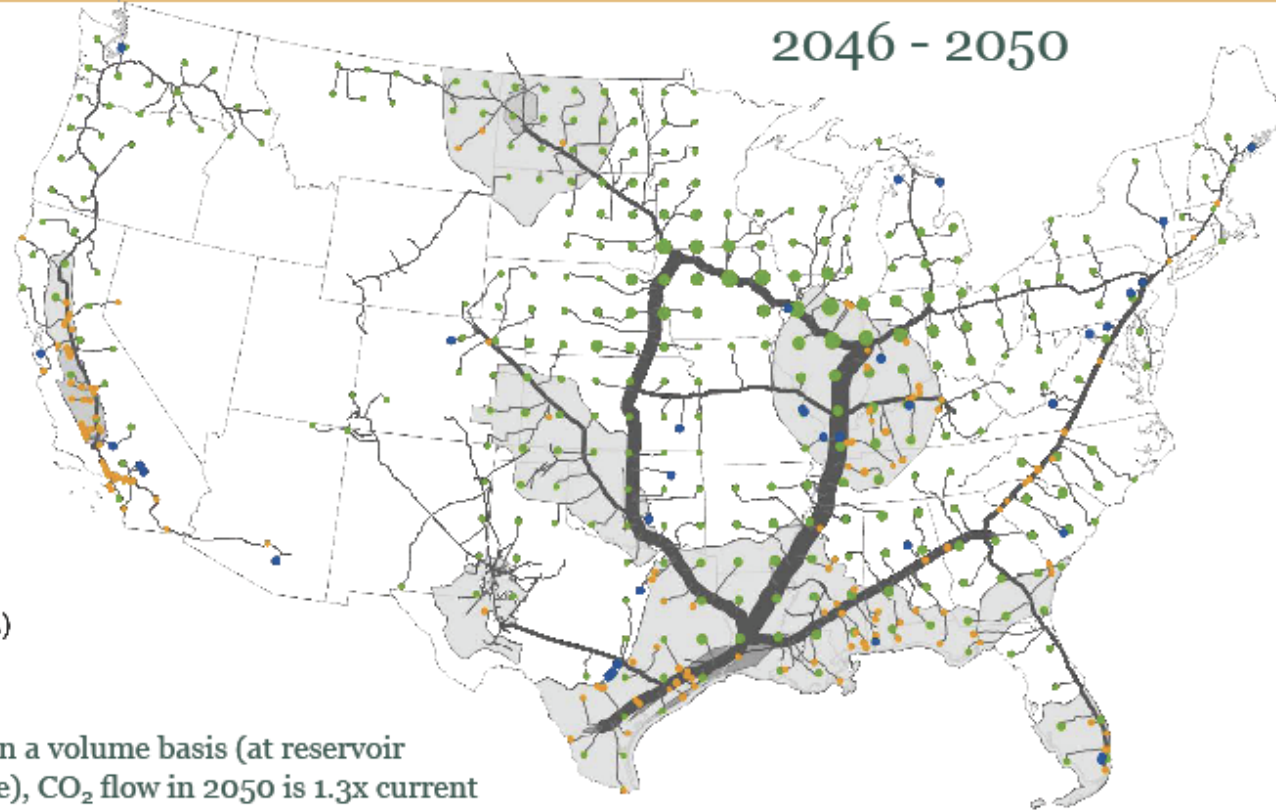 2046 - 2050
)
n a volume basis (at reservoir
e), CO₂ flow in 2050 is 1.3x current